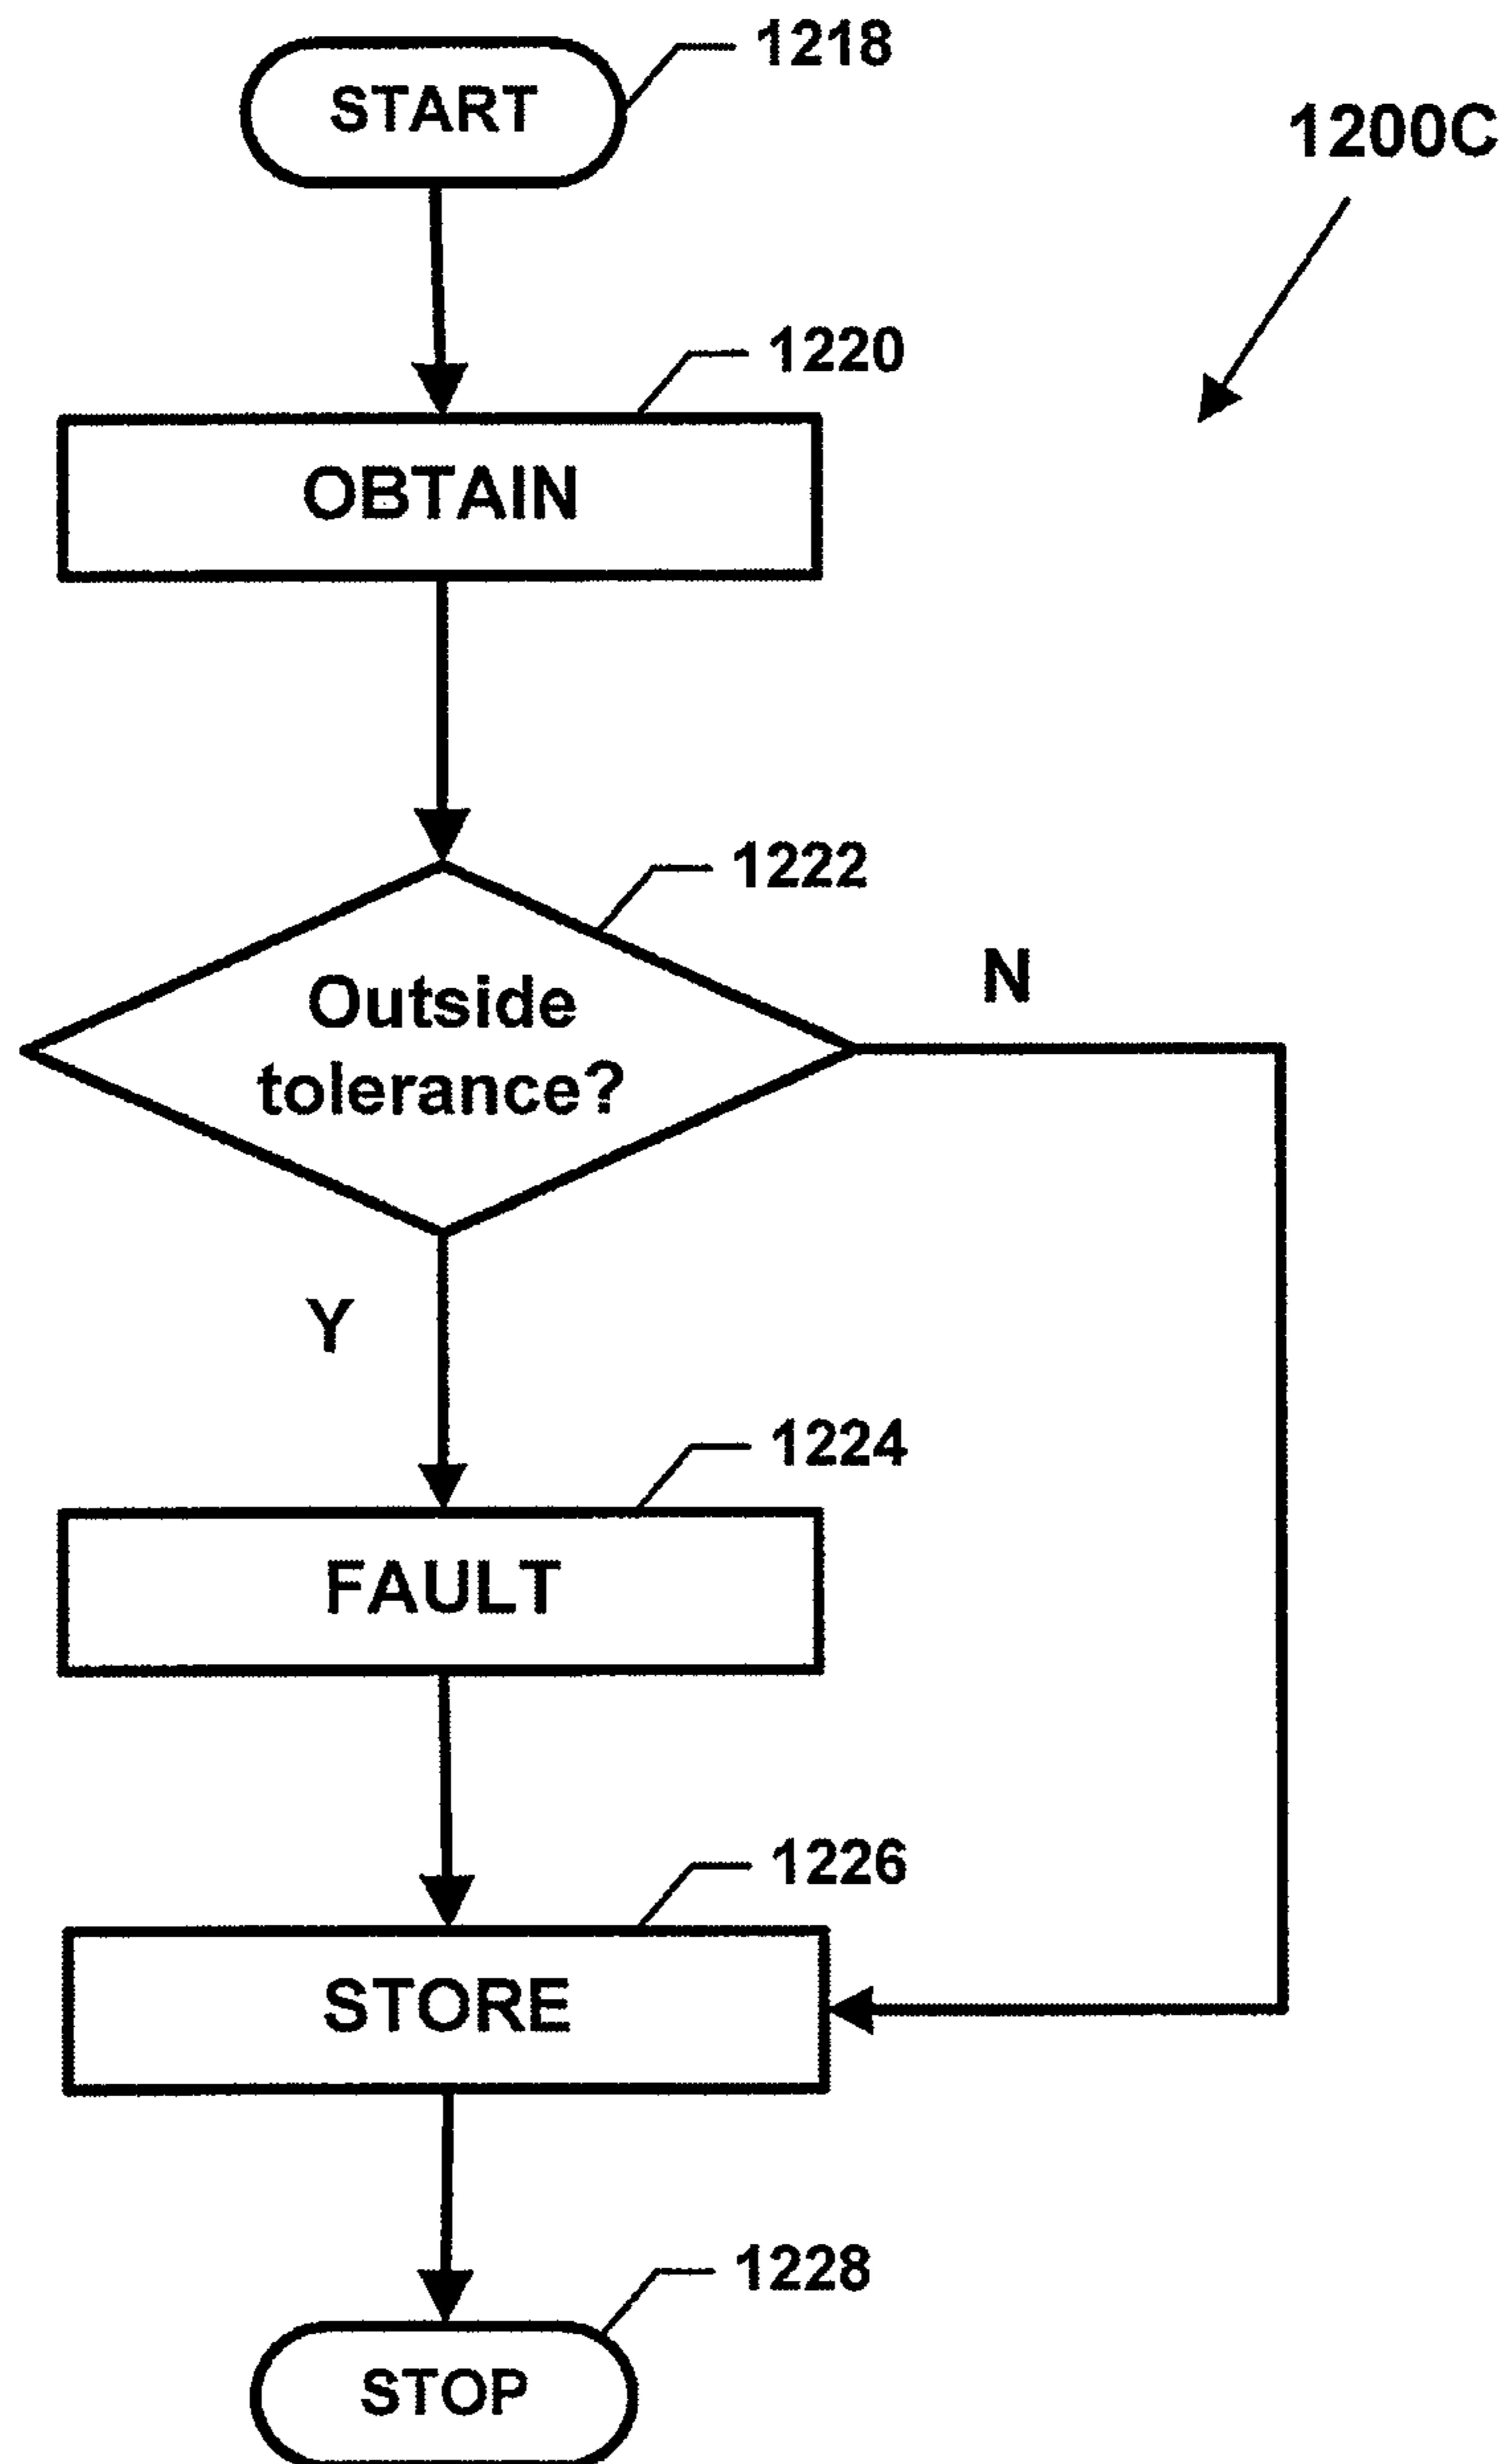 1218
START
1200C
1220
OBTAIN
1222
Outside
tolerance?
N
Y
1224
FAULT
1226
STORE
1228
STOP